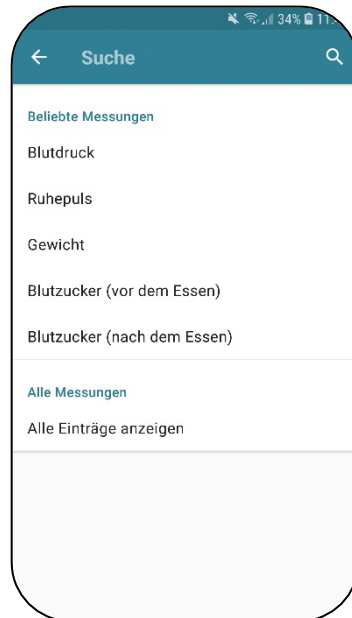 34% 11:
Suche
Beliebte Messungen
Blutdruck
Ruhepuls
Gewicht
Blutzucker (vor dem Essen)
Blutzucker (nach dem Essen)
Alle Messungen
Alle Einträge anzeigen